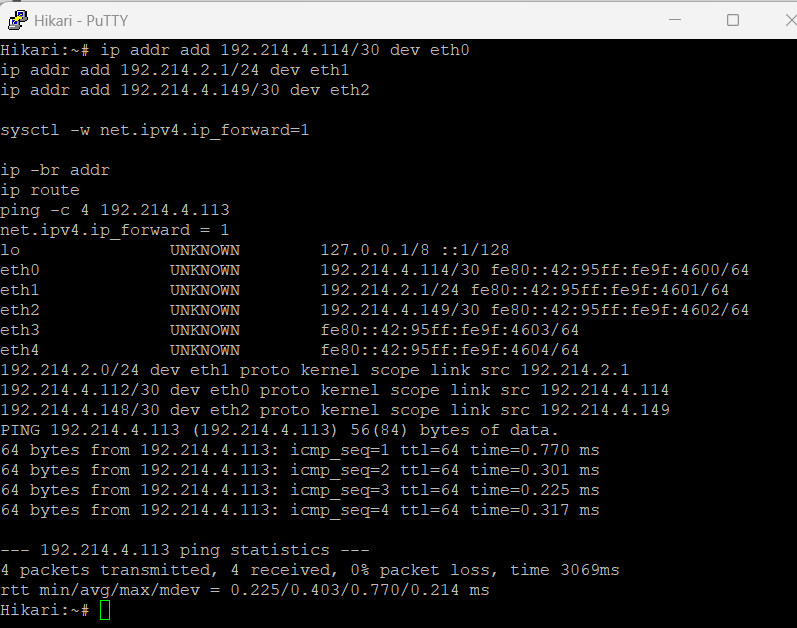 Hikari - PuTTY
Hikari:~# ip addr add 192.214.4.114/30 dev eth0
ip addr add 192.214.2.1/24 dev eth1
ip addr add 192.214.4.149/30 dev eth2
sysctl -w net.ipv4.ip_forward=1
ip -br addr
ip route
ping -c 4 192.214.4.113
net.ipv4.ip_forward = 1
lo               UNKNOWN        127.0.0.1/8 ::1/128
eth0             UNKNOWN        192.214.4.114/30 fe80::42:95ff:fe9f:4600/64
eth1             UNKNOWN        192.214.2.1/24 fe80::42:95ff:fe9f:4601/64
eth2             UNKNOWN        192.214.4.149/30 fe80::42:95ff:fe9f:4602/64
eth3             UNKNOWN        fe80::42:95ff:fe9f:4603/64
eth4             UNKNOWN        fe80::42:95ff:fe9f:4604/64
192.214.2.0/24 dev eth1 proto kernel scope link src 192.214.2.1
192.214.4.112/30 dev eth0 proto kernel scope link src 192.214.4.114
192.214.4.148/30 dev eth2 proto kernel scope link src 192.214.4.149
PING 192.214.4.113 (192.214.4.113) 56(84) bytes of data.
64 bytes from 192.214.4.113: icmp_seq=1 ttl=64 time=0.770 ms
64 bytes from 192.214.4.113: icmp_seq=2 ttl=64 time=0.301 ms
64 bytes from 192.214.4.113: icmp_seq=3 ttl=64 time=0.225 ms
64 bytes from 192.214.4.113: icmp_seq=4 ttl=64 time=0.317 ms
--- 192.214.4.113 ping statistics ---
4 packets transmitted, 4 received, 0% packet loss, time 3069ms
rtt min/avg/max/mdev = 0.225/0.403/0.770/0.214 ms
Hikari:~#